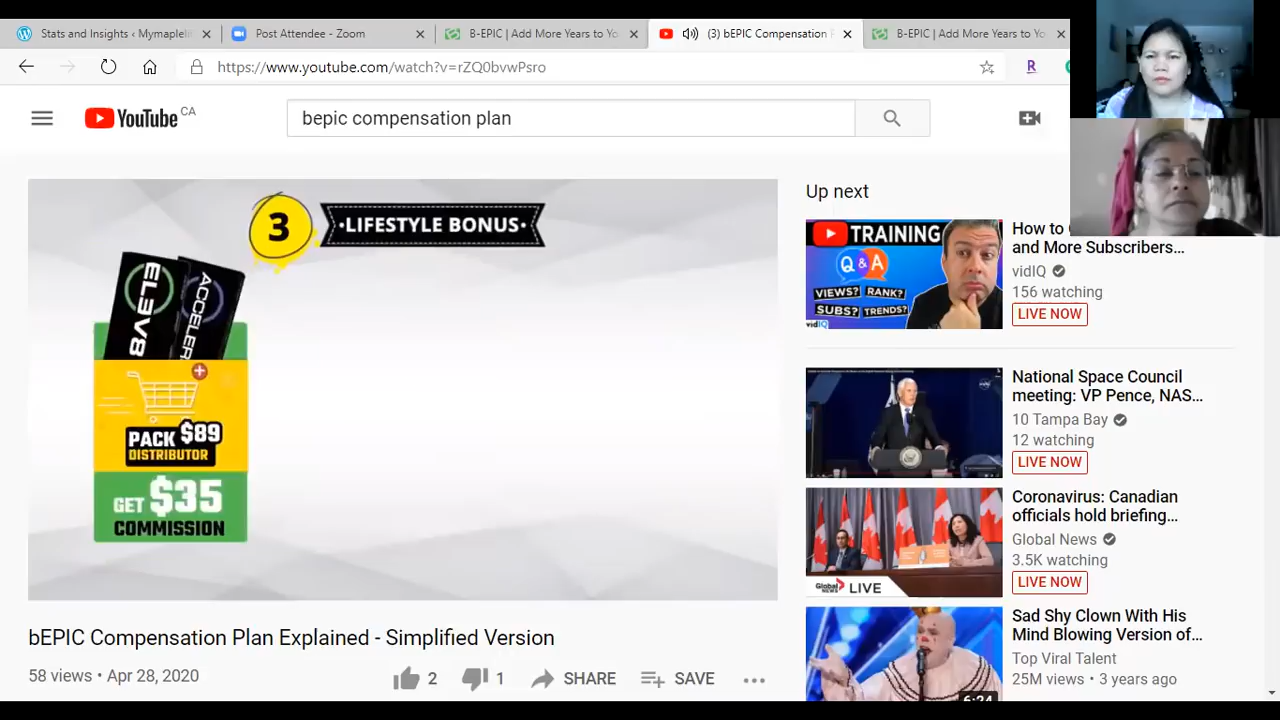 Stats and Insights ‹ Mymaplele
Post Attendee - Zoom
B-EPIC | Add More Years to Yo
(3) bEPIC Compensation P
B-EPIC | Add More Years to Yo
https://www.youtube.com/watch?v=rZQ0bvwPsro
R
YouTube CA
bepic compensation plan
3
·LIFESTYLE BONUS·
ELEV8
ACCELER
PACK $89
DISTRIBUTOR
GET $35
COMMISSION
bEPIC Compensation Plan Explained - Simplified Version
58 views • Apr 28, 2020
2
1
SHARE
SAVE
Up next
TRAINING
Q & A
VIEWS? RANK?
SUBS? TRENDS?
vidIQ
How to
and More Subscribers...
vidIQ
156 watching
LIVE NOW
National Space Council
meeting: VP Pence, NAS...
10 Tampa Bay
12 watching
LIVE NOW
Global NEWS
LIVE
Coronavirus: Canadian
officials hold briefing...
Global News
3.5K watching
LIVE NOW
6:24
Sad Shy Clown With His
Mind Blowing Version of...
Top Viral Talent
25M views • 3 years ago